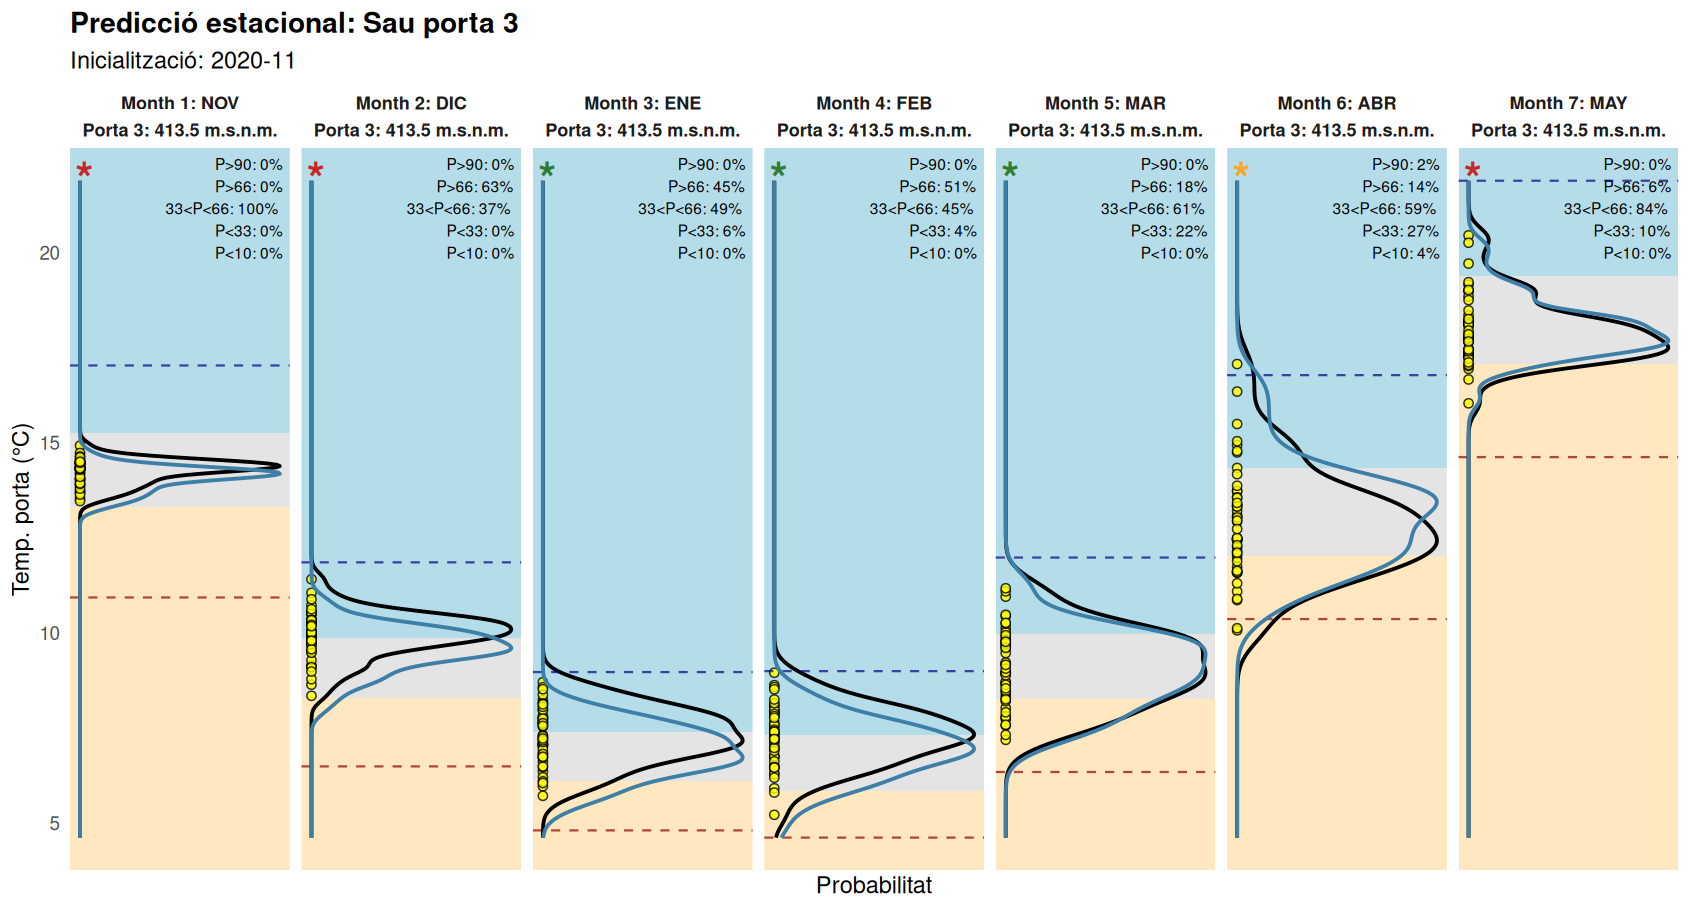 Predicció estacional: Sau porta 3
Inicialització: 2020-11
Month 1: NOV
Porta 3: 413.5 m.s.n.m.
Month 2: DIC
Porta 3: 413.5 m.s.n.m.
Month 3: ENE
Porta 3: 413.5 m.s.n.m.
Month 4: FEB
Porta 3: 413.5 m.s.n.m.
Month 5: MAR
Porta 3: 413.5 m.s.n.m.
Month 6: ABR
Porta 3: 413.5 m.s.n.m.
Month 7: MAY
Porta 3: 413.5 m.s.n.m.
*
P>90: 0%
P>66: 0%
33<P<66: 100%
P<33: 0%
P<10: 0%
*
P>90: 0%
P>66: 63%
33<P<66: 37%
P<33: 0%
P<10: 0%
*
P>90: 0%
P>66: 45%
33<P<66: 49%
P<33: 6%
P<10: 0%
*
P>90: 0%
P>66: 51%
33<P<66: 45%
P<33: 4%
P<10: 0%
*
P>90: 0%
P>66: 18%
33<P<66: 61%
P<33: 22%
P<10: 0%
*
P>90: 2%
P>66: 14%
33<P<66: 59%
P<33: 27%
P<10: 4%
*
P>90: 0%
P>66: 6%
33<P<66: 84%
P<33: 10%
P<10: 0%
20
15
10
5
Temp. porta (°C)
Probabilitat